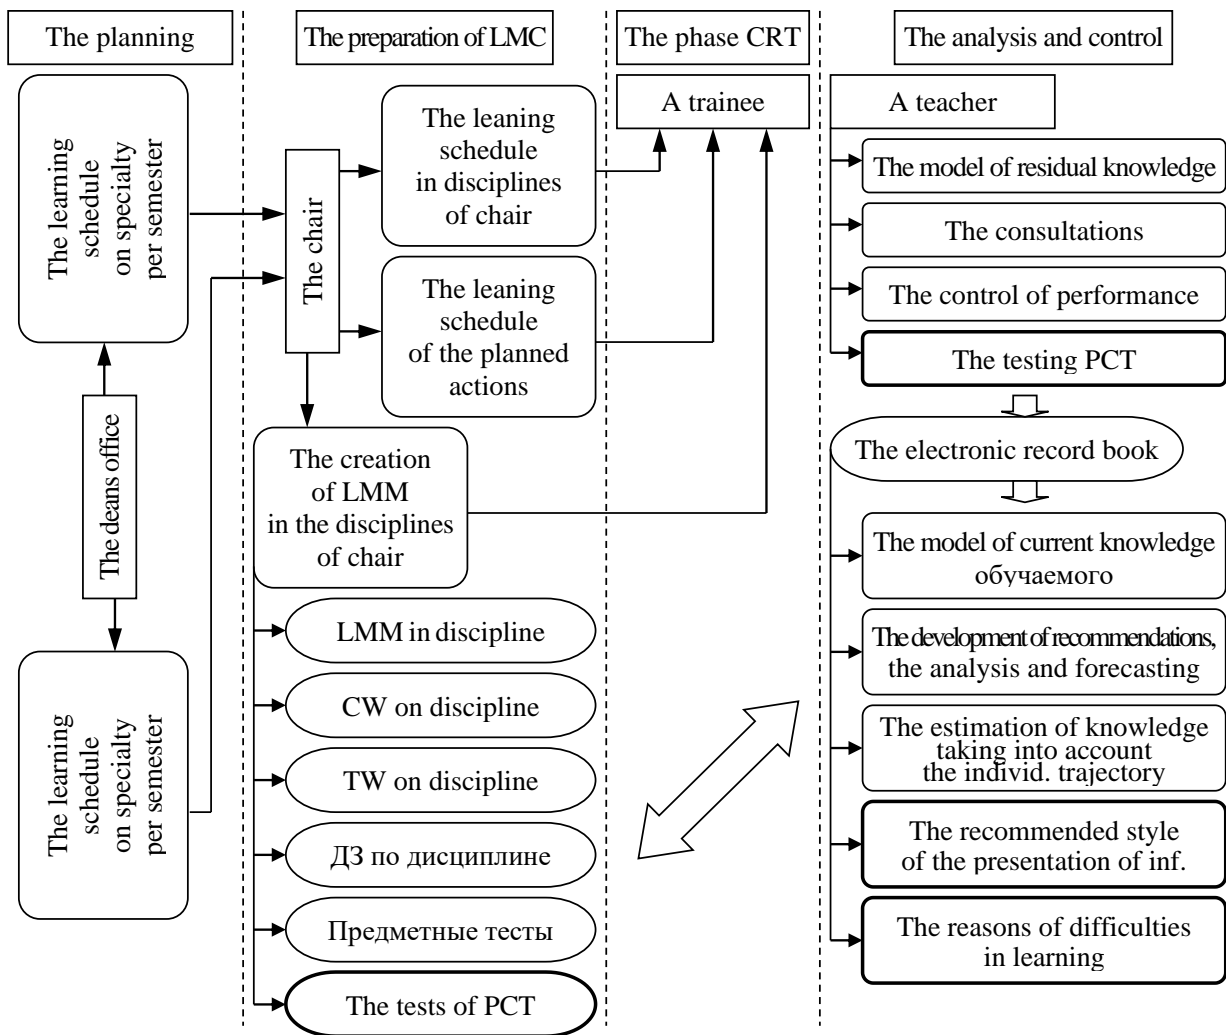 The planning
The learning
schedule
on specialty
per semester
The deans office
The learning
schedule
on specialty
per semester
The preparation of LMC
The chair
The leaning
schedule
in disciplines
of chair
The leaning
schedule
of the planned
actions
The creation
of LMM
in the disciplines
of chair
LMM in discipline
CW on discipline
TW on discipline
ДЗ по дисциплине
Предметные тесты
The tests of PCT
The phase CRT
A trainee
The analysis and control
A teacher
The model of residual knowledge
The consultations
The control of performance
The testing PCT
The electronic record book
The model of current knowledge
обучаемого
The development of recommendations,
the analysis and forecasting
The estimation of knowledge
taking into account
the individ. trajectory
The recommended style
of the presentation of inf.
The reasons of difficulties
in learning